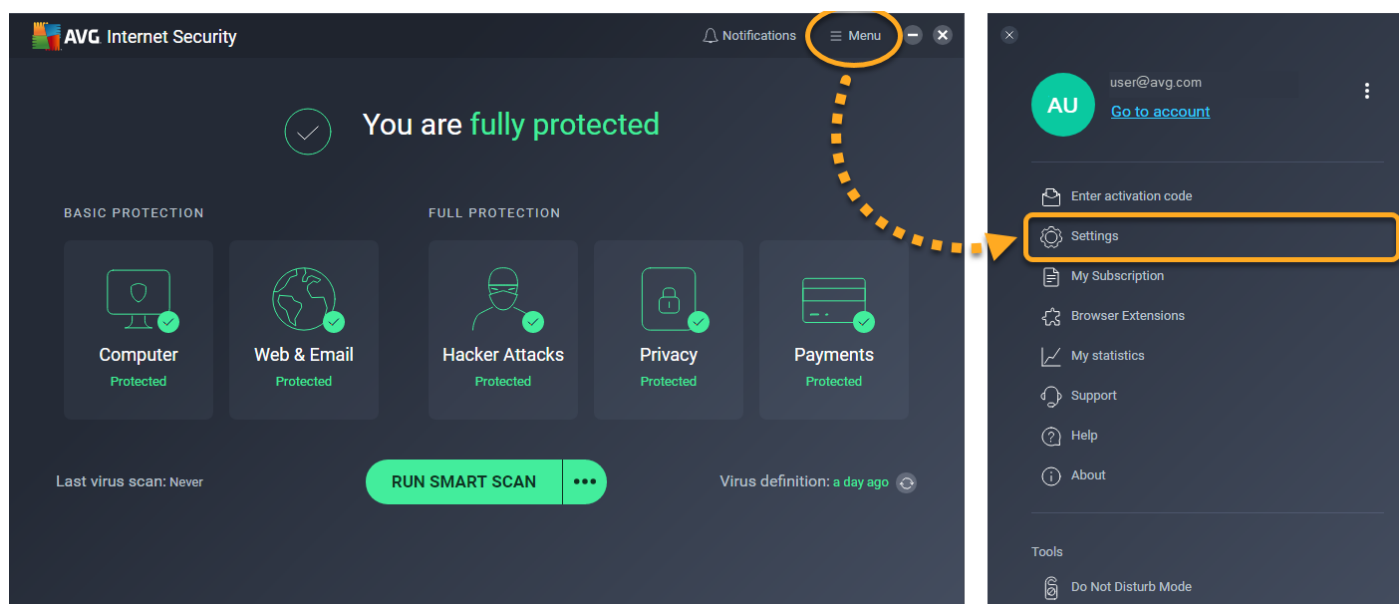 AVG Internet Security
Notifications
Menu
You are fully protected
BASIC PROTECTION
FULL PROTECTION
Computer
Protected
Web & Email
Protected
Hacker Attacks
Protected
Privacy
Protected
Payments
Protected
Last virus scan: Never
RUN SMART SCAN
Virus definition: a day ago
AU
user@avg.com
Go to account
Enter activation code
Settings
My Subscription
Browser Extensions
My statistics
Support
Help
About
Tools
Do Not Disturb Mode